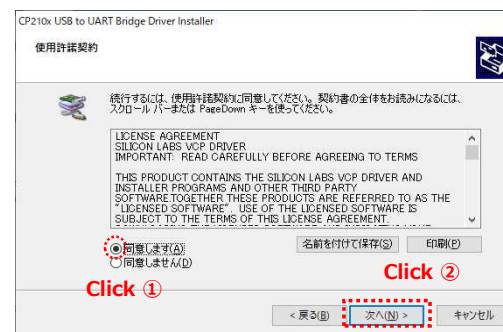 CP210x USB to UART Bridge Driver Installer
使用許諾契約
続行するには、使用許諾契約に同意してください。契約書の全体をお読みになるには、
スクロール バーまたは PageDown キーを使ってください。
LICENSE AGREEMENT
SILICON LABS VCP DRIVER
IMPORTANT: READ CAREFULLY BEFORE AGREEING TO TERMS
THIS PRODUCT CONTAINS THE SILICON LABS VCP DRIVER AND
INSTALLER PROGRAMS AND OTHER THIRD PARTY
SOFTWARE.TOGETHER THESE PRODUCTS ARE REFERRED TO AS THE
"LICENSED SOFTWARE". USE OF THE LICENSED SOFTWARE IS
SUBJECT TO THE TERMS OF THIS LICENSE AGREEMENT.
同意します(A)
名前を付けて保存(S) 印刷(P)
同意しません(D)
Click ②
Click ①
< 戻る(B) 次へ(N) > キャンセル